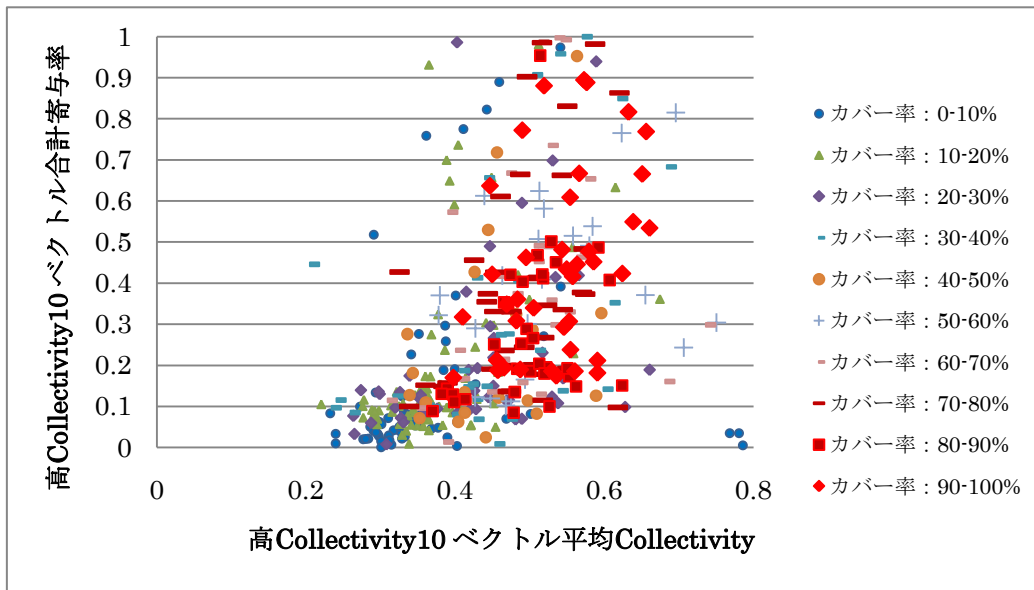 高Collectivity10 ベクトル合計寄与率
1
0.9
0.8
0.7
0.6
0.5
0.4
0.3
0.2
0.1
0
0
0.2
0.4
0.6
0.8
高Collectivity10 ベクトル平均Collectivity
カバー率：0-10%
カバー率：10-20%
カバー率：20-30%
カバー率：30-40%
カバー率：40-50%
カバー率：50-60%
カバー率：60-70%
カバー率：70-80%
カバー率：80-90%
カバー率：90-100%